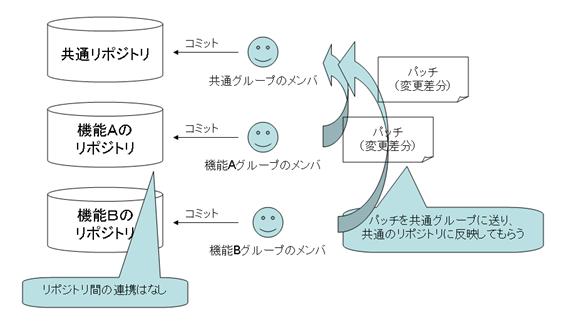 共通リポジトリ
コミット
共通グループのメンバ
パッチ
(変更差分)
機能Aの
リポジトリ
コミット
機能Aグループのメンバ
パッチ
(変更差分)
機能Bの
リポジトリ
コミット
機能Bグループのメンバ
パッチを共通グループに送り、
共通のリポジトリに反映してもらう
リポジトリ間の連携はなし